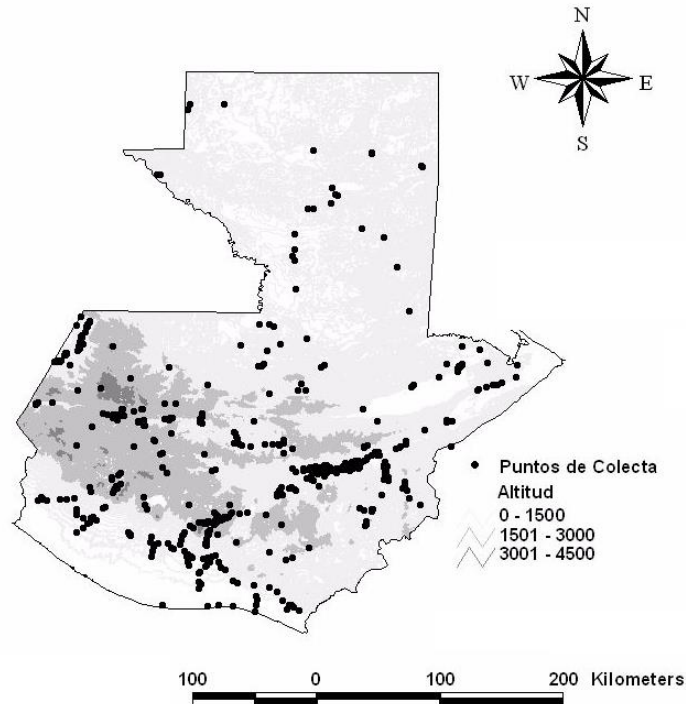 N
W E
S
Puntos de Colecta
Altitud
0 - 1500
1501 - 3000
3001 - 4500
100 0 100 200 Kilometers